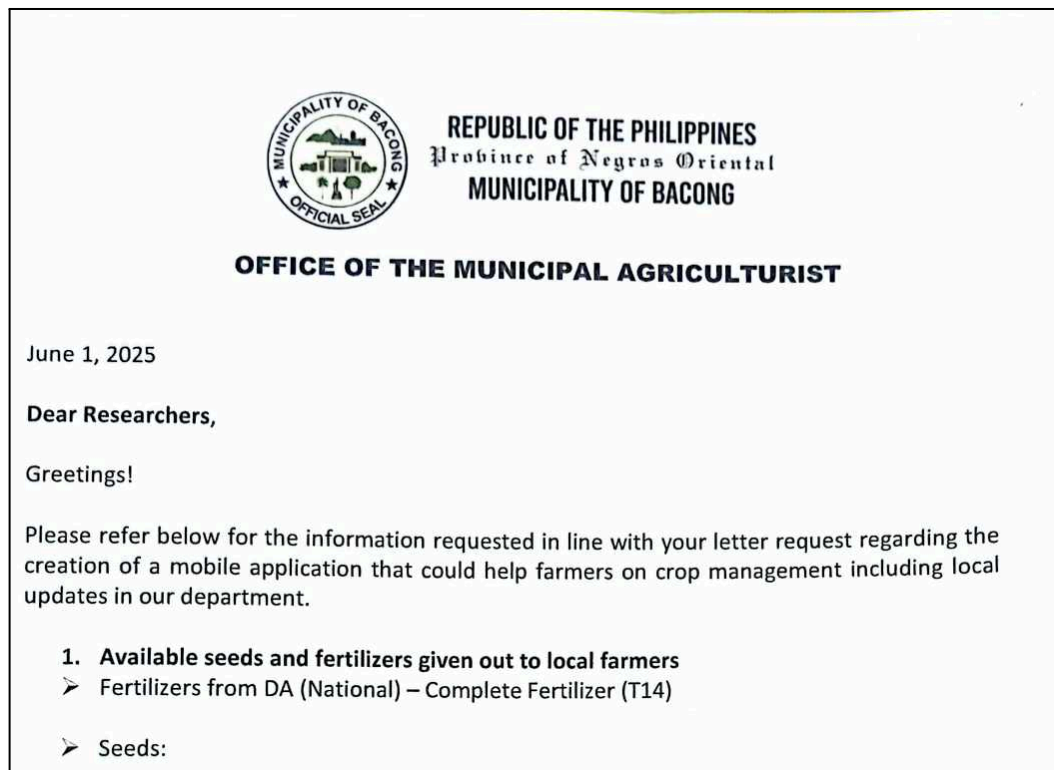 MUNICIPALITY OF BACONG
OFFICIAL SEAL
REPUBLIC OF THE PHILIPPINES
Province of Negros Oriental
MUNICIPALITY OF BACONG
OFFICE OF THE MUNICIPAL AGRICULTURIST
June 1, 2025
Dear Researchers,
Greetings!
Please refer below for the information requested in line with your letter request regarding the
creation of a mobile application that could help farmers on crop management including local
updates in our department.
1. Available seeds and fertilizers given out to local farmers
➢ Fertilizers from DA (National) – Complete Fertilizer (T14)
➢ Seeds: